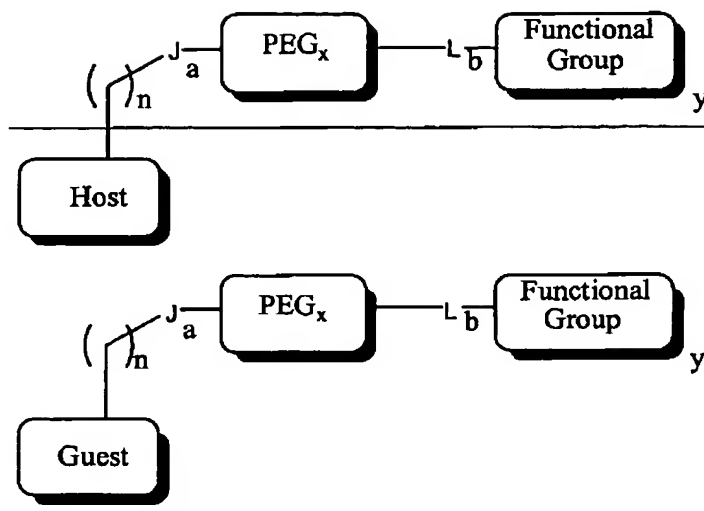 ( )n J a PEGx L b Functional Group y
Host
( )n J a PEGx L b Functional Group y
Guest